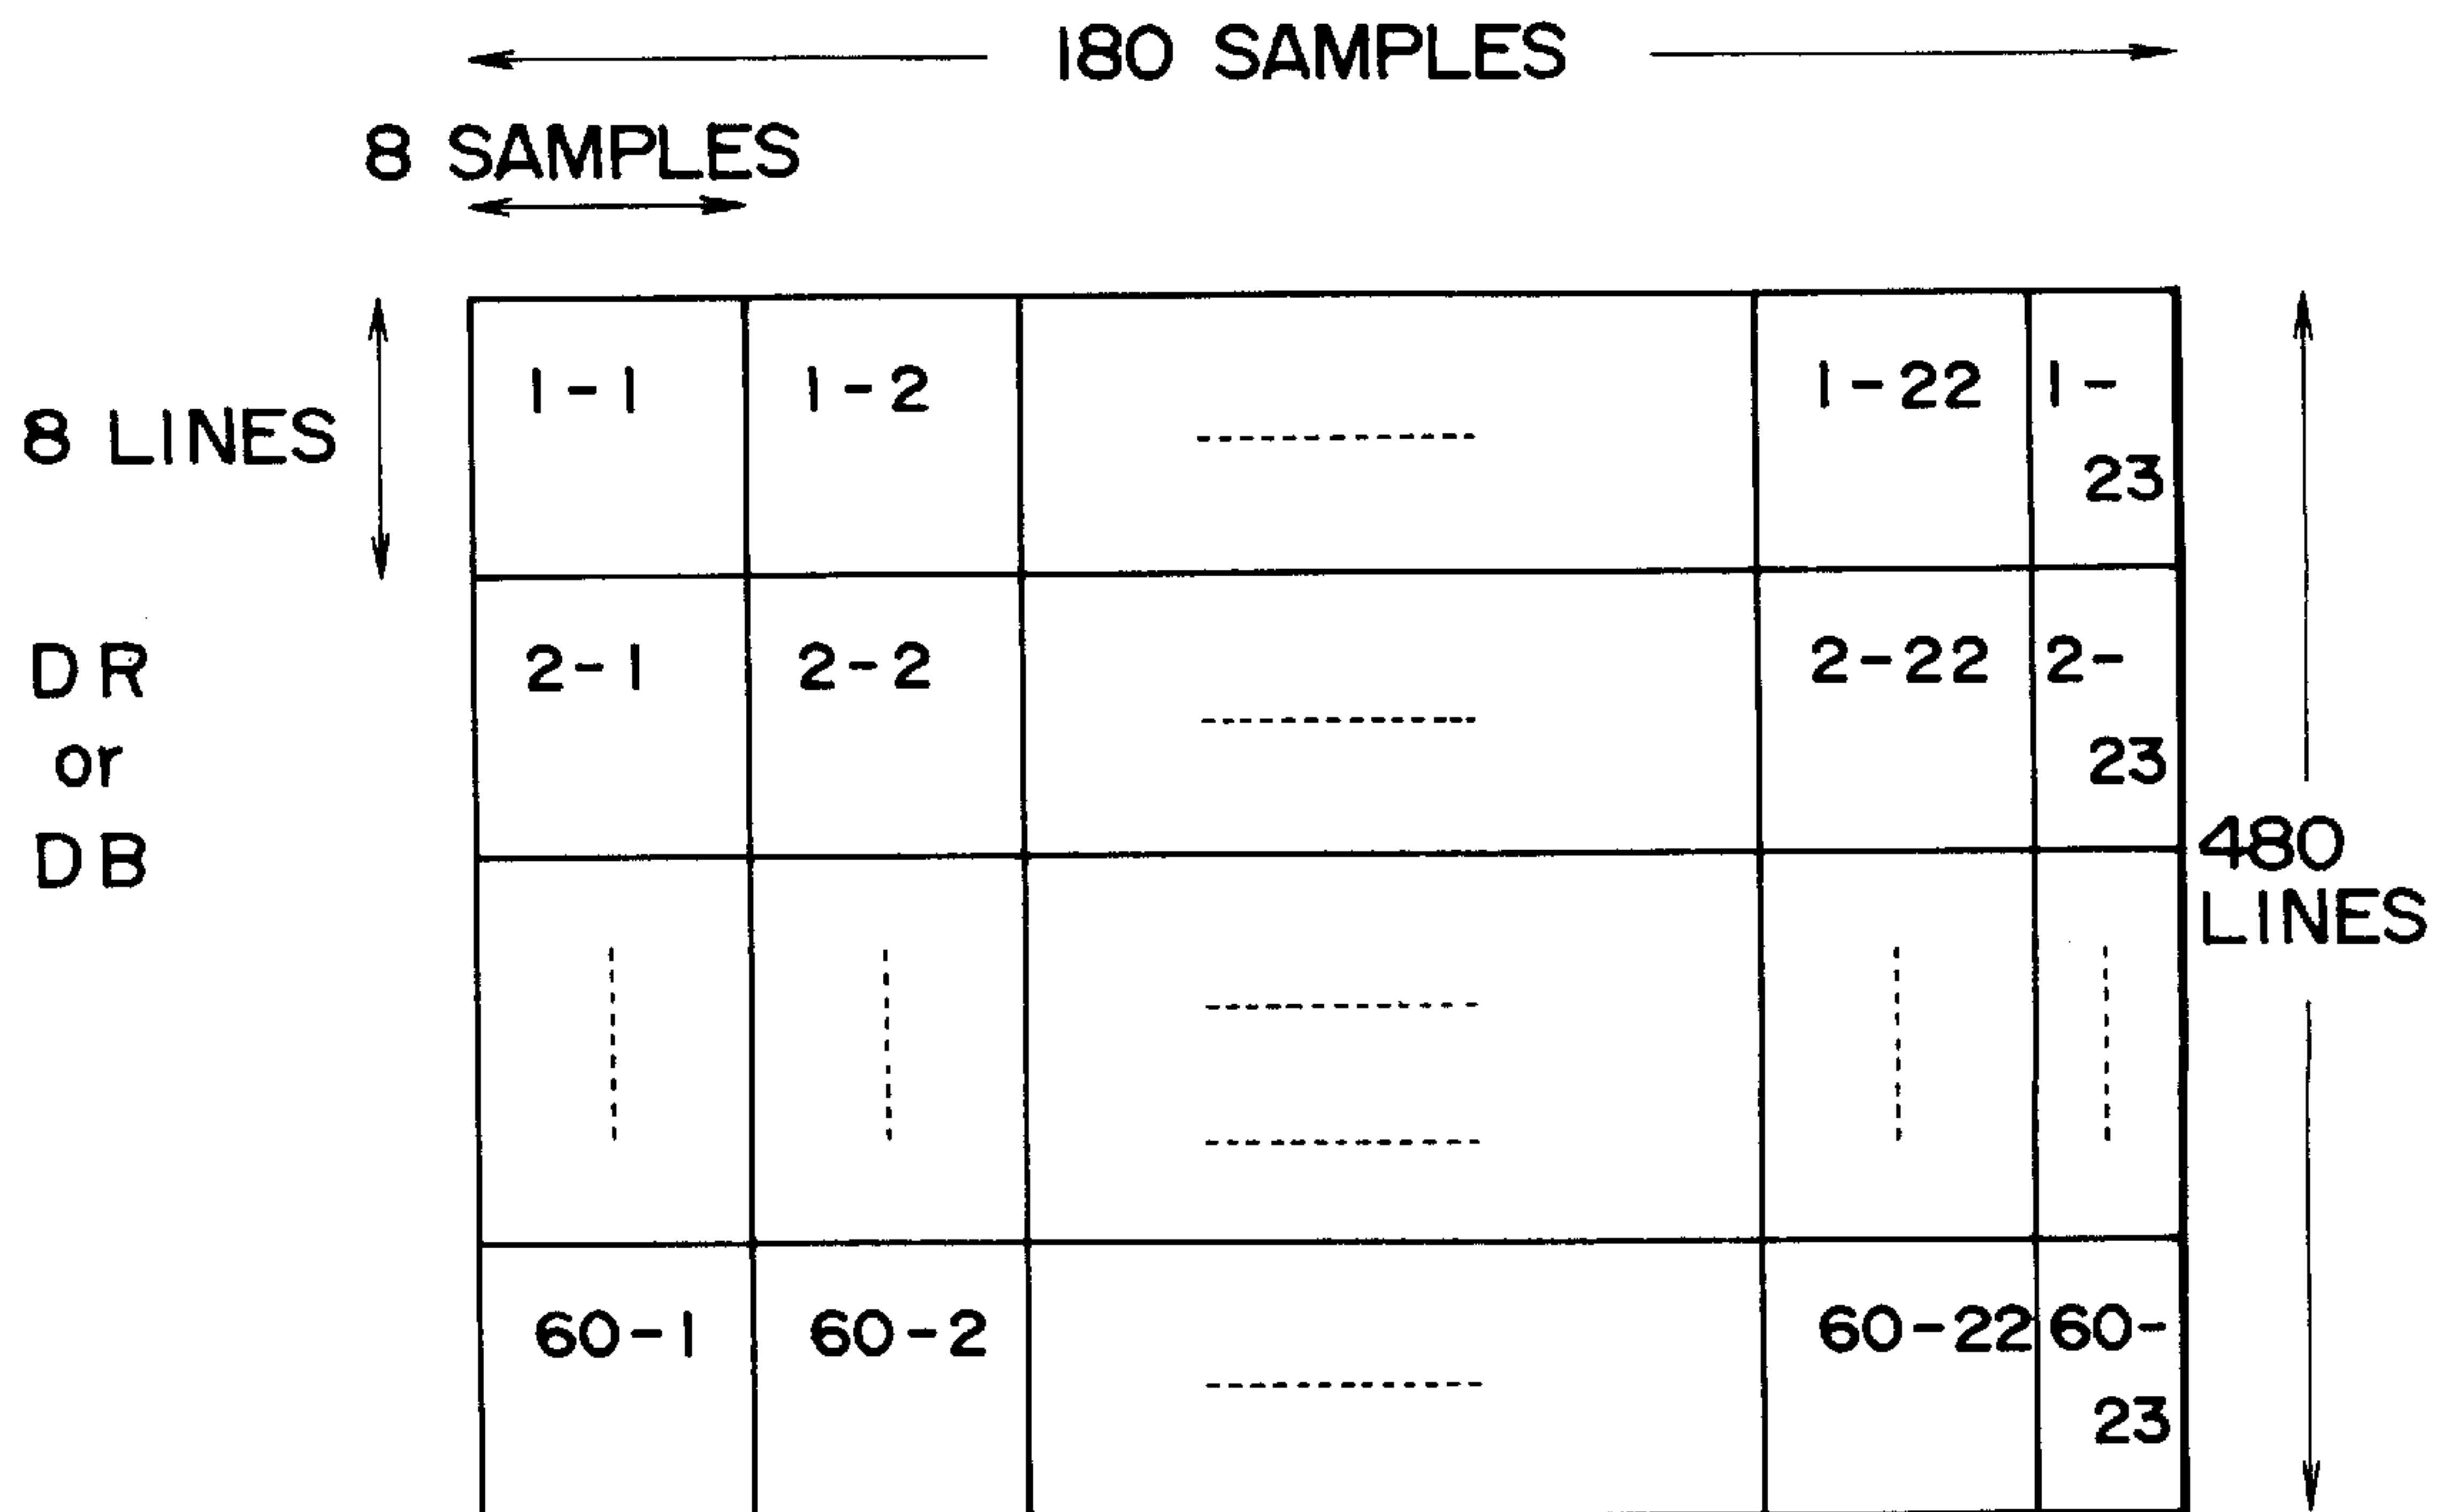 180 SAMPLES
8 SAMPLES
8 LINES
1-1
1-2
1-22
1-
23
DR
or
DB
2-1
2-2
2-22
2-
23
480
LINES
60-1
60-2
60-22
60-
23